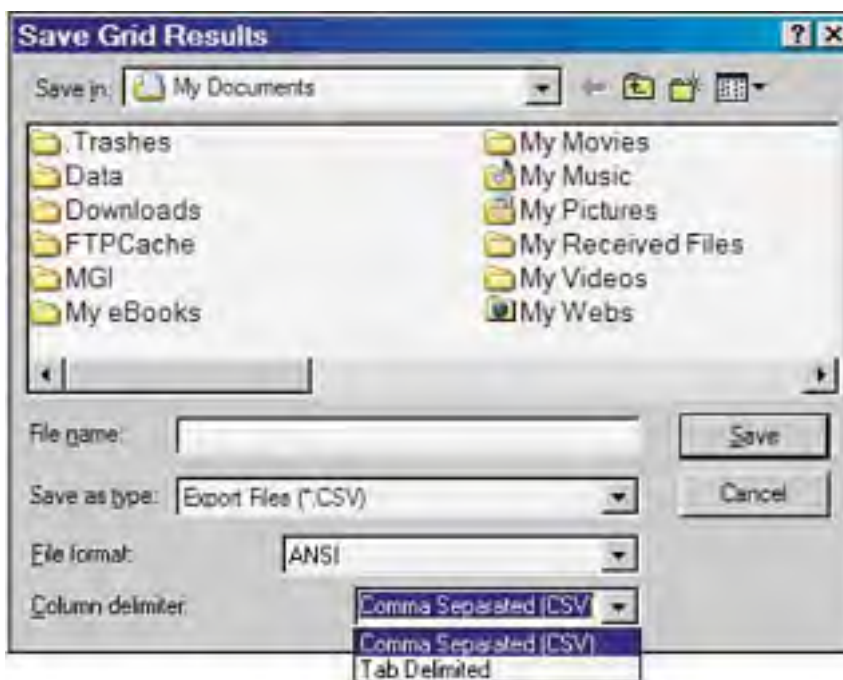 Save Grid Results
Save in: My Documents
.Trashes
Data
Downloads
FTPCache
MGI
My eBooks
My Movies
My Music
My Pictures
My Received Files
My Videos
My Webs
File name:
Save
Save as type: Export Files (*.CSV)
Cancel
File format: ANSI
Column delimiter: Comma Separated (CSV
Comma Separated (CSV)
Tab Delimited